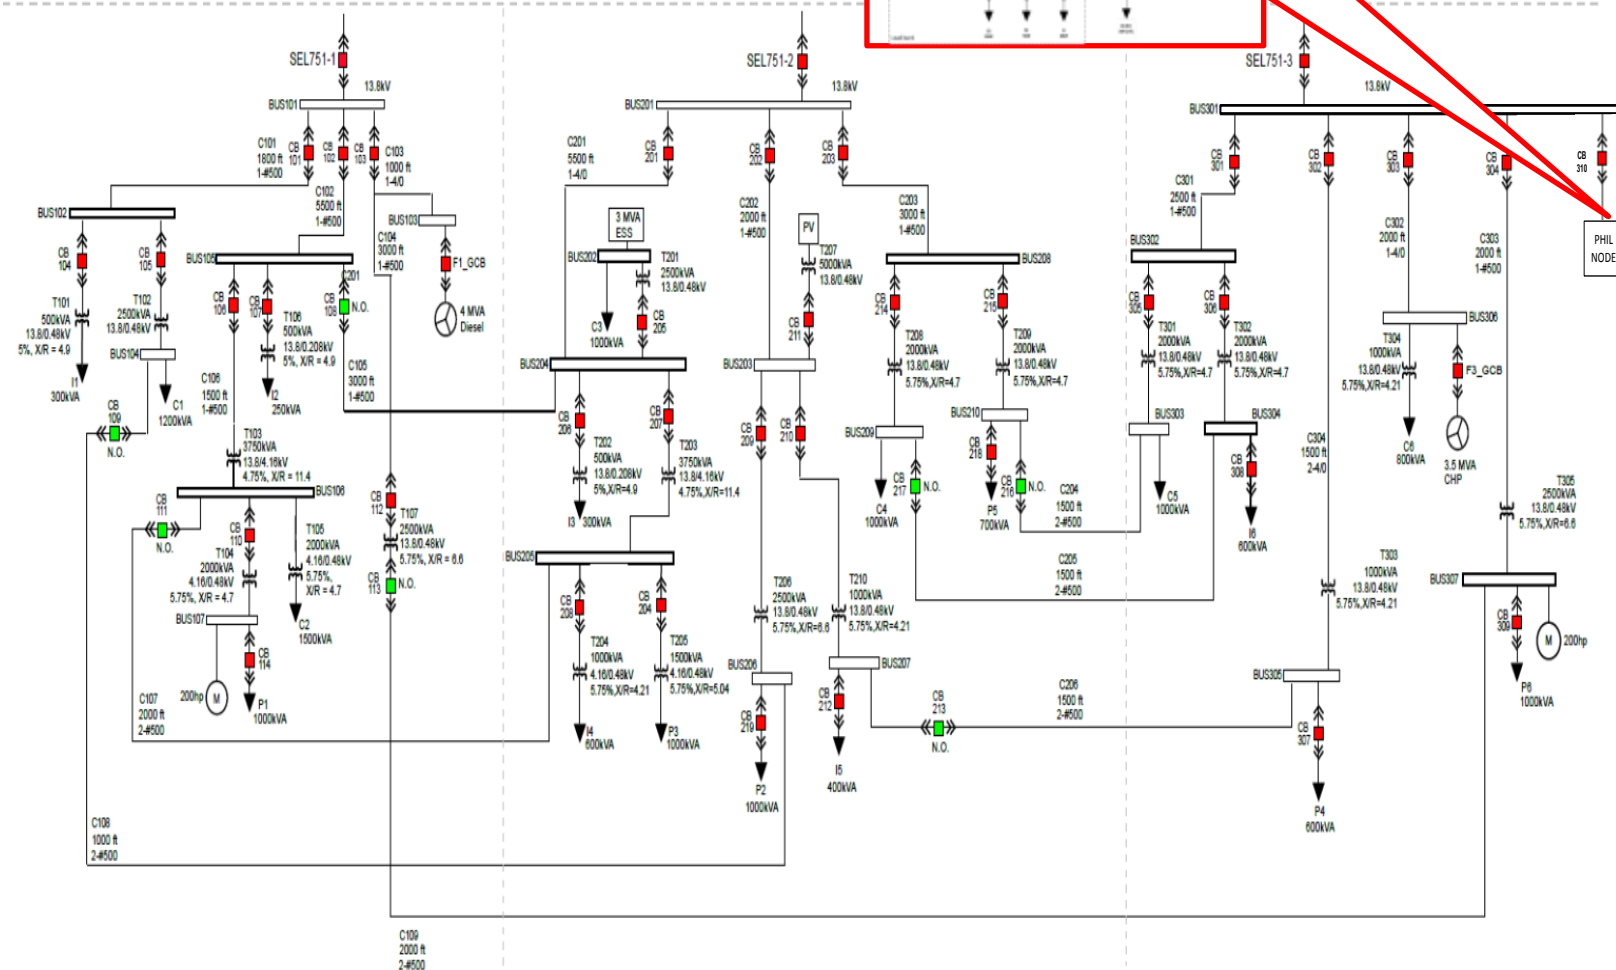 SEL751-1
13.8kV
BUS101
C101
1800 ft
1-#500
CB
101
CB
102
CB
103
C103
1000 ft
1-4/0
C102
5500 ft
1-#500
BUS102
BUS103
C104
3000 ft
1-#500
CB
104
CB
105
BUS105
F1_GCB
4 MVA
Diesel
T101
500kVA
13.8/0.48kV
5%, X/R = 4.9
T102
2500kVA
13.8/0.48kV
BUS104
I1
300kVA
C1
1200kVA
CB
109
N.O.
CB
106
CB
107
C201
CB
108
N.O.
T106
500kVA
13.8/0.208kV
5%, X/R = 4.9
I2
250kVA
C105
3000 ft
1-#500
C106
1500 ft
1-#500
T103
3750kVA
13.8/4.16kV
4.75%, X/R = 11.4
BUS106
CB
111
N.O.
CB
110
T104
2000kVA
4.16/0.48kV
5.75%, X/R = 4.7
T105
2000kVA
4.16/0.48kV
5.75%,
X/R = 4.7
C2
1500kVA
BUS107
CB
114
200hp
M
P1
1000kVA
CB
112
T107
2500kVA
13.8/0.48kV
5.75%, X/R = 6.6
CB
113
N.O.
C107
2000 ft
2-#500
C108
1000 ft
2-#500
C109
2000 ft
2-#500
SEL751-2
13.8kV
BUS201
C201
5500 ft
1-4/0
CB
201
CB
202
CB
203
C202
2000 ft
1-#500
C203
3000 ft
1-#500
3 MVA
ESS
BUS202
T201
2500kVA
13.8/0.48kV
C3
1000kVA
CB
205
PV
T207
5000kVA
13.8/0.48kV
CB
211
BUS204
BUS203
CB
206
CB
207
T202
500kVA
13.8/0.208kV
5%,X/R=4.9
T203
3750kVA
13.8/4.16kV
4.75%,X/R=11.4
I3 300kVA
BUS205
CB
208
CB
204
T204
1000kVA
4.16/0.48kV
5.75%,X/R=4.21
T205
1500kVA
4.16/0.48kV
5.75%,X/R=5.04
I4
600kVA
P3
1000kVA
CB
209
CB
210
T206
2500kVA
13.8/0.48kV
5.75%,X/R=6.6
T210
1000kVA
13.8/0.48kV
5.75%,X/R=4.21
BUS206
BUS207
CB
219
CB
212
P2
1000kVA
I5
400kVA
CB
213
N.O.
BUS208
CB
214
CB
215
T208
2000kVA
13.8/0.48kV
5.75%,X/R=4.7
T209
2000kVA
13.8/0.48kV
5.75%,X/R=4.7
BUS209
BUS210
CB
217
N.O.
CB
218
CB
216
N.O.
C4
1000kVA
P5
700kVA
C204
1500 ft
2-#500
C205
1500 ft
2-#500
C206
1500 ft
2-#500
SEL751-3
13.8kV
BUS301
CB
301
CB
302
CB
303
CB
304
CB
310
PHIL
NODE
C301
2500 ft
1-#500
C302
2000 ft
1-4/0
C303
2000 ft
1-#500
BUS302
CB
305
CB
306
T301
2000kVA
13.8/0.48kV
5.75%,X/R=4.7
T302
2000kVA
13.8/0.48kV
5.75%,X/R=4.7
BUS303
BUS304
C5
1000kVA
CB
308
I6
600kVA
C304
1500 ft
2-4/0
T303
1000kVA
13.8/0.48kV
5.75%,X/R=4.21
BUS305
CB
307
P4
600kVA
BUS306
T304
1000kVA
13.8/0.48kV
5.75%,X/R=4.21
F3_GCB
C6
800kVA
3.5 MVA
CHP
T305
2500kVA
13.8/0.48kV
5.75%,X/R=6.6
BUS307
CB
309
M
200hp
P6
1000kVA